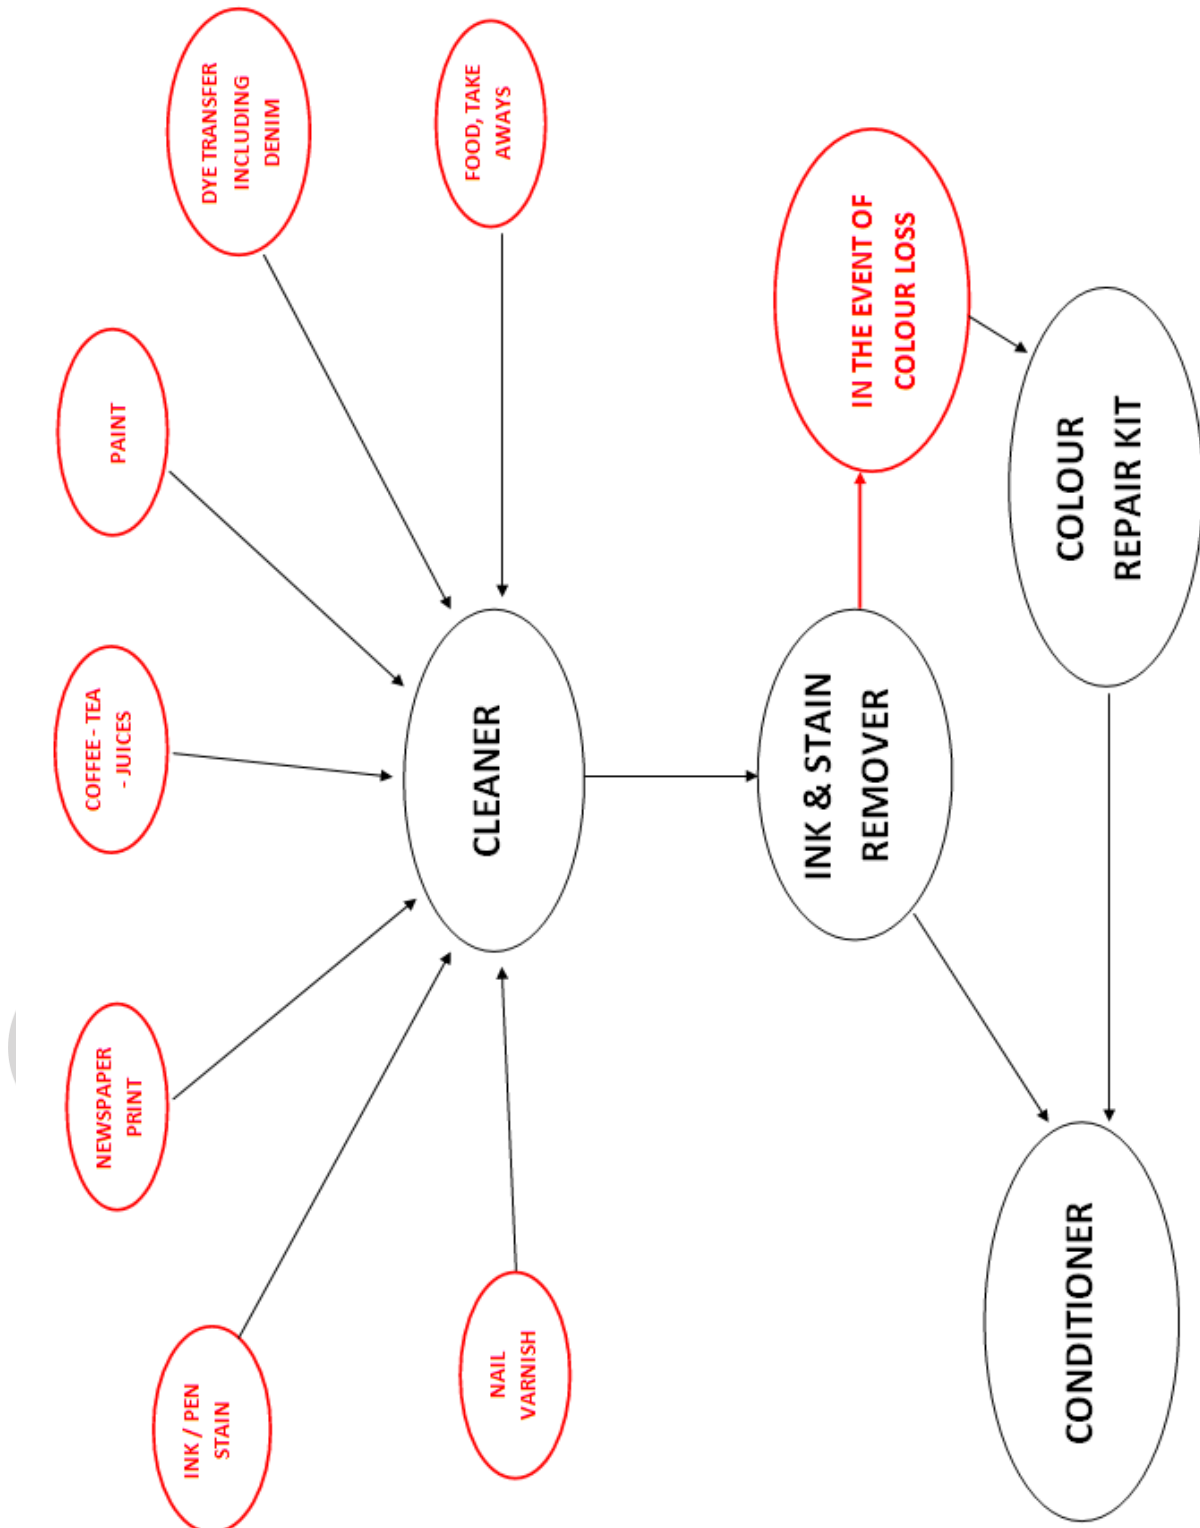 INK / PEN
STAIN
NEWSPAPER
PRINT
COFFEE - TEA
- JUICES
PAINT
DYE TRANSFER
INCLUDING
DENIM
NAIL
VARNISH
CLEANER
FOOD, TAKE
AWAYS
INK & STAIN
REMOVER
IN THE EVENT OF
COLOUR LOSS
CONDITIONER
COLOUR
REPAIR KIT